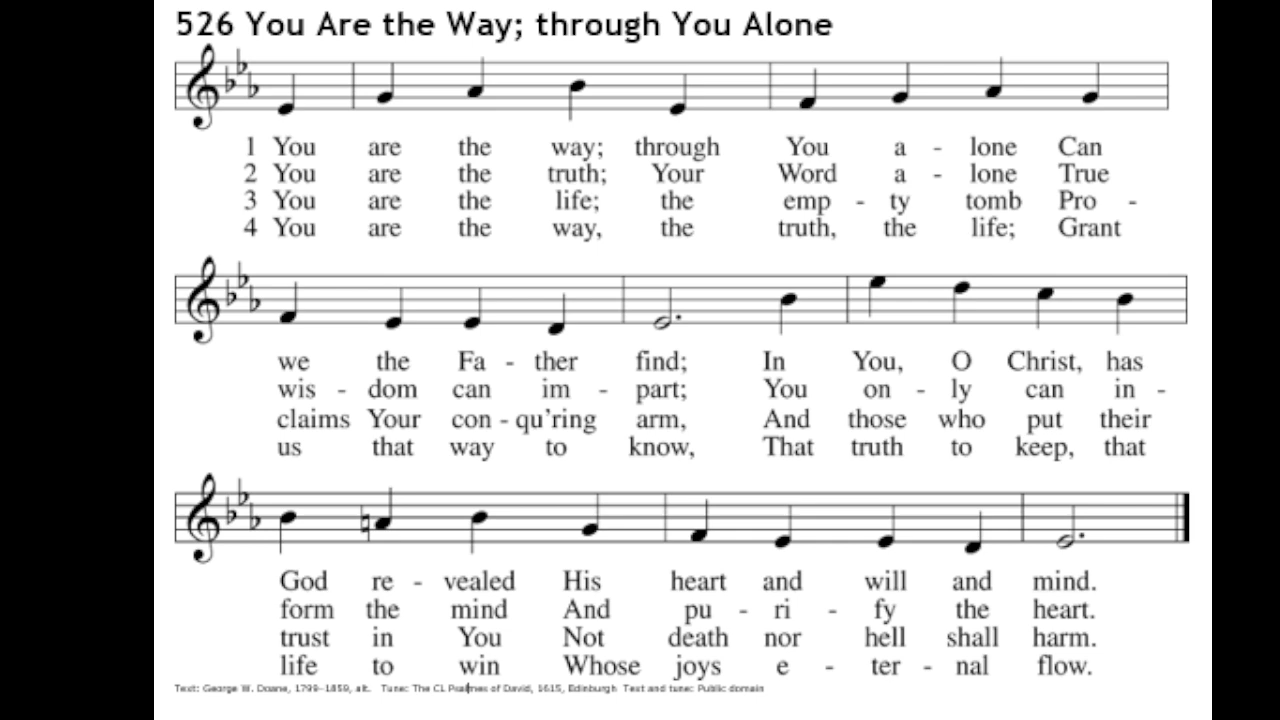 526 You Are the Way; through You Alone
1 You are the way; through You a - lone Can
2 You are the truth; Your Word a - lone True
3 You are the life; the emp - ty tomb Pro -
4 You are the way, the truth, the life; Grant
we the Fa - ther find; In You, O Christ, has
wis - dom can im - part; You on - ly can in -
claims Your con - qu'ring arm, And those who put their
us that way to know, That truth to keep, that
God re - vealed His heart and will and mind.
form the mind And pu - ri - fy the heart.
trust in You Not death nor hell shall harm.
life to win Whose joys e - ter - nal flow.
Text: George W. Doane, 1799–1859, alt. Tune: The CL Psalmes of David, 1615, Edinburgh Text and tune: Public domain